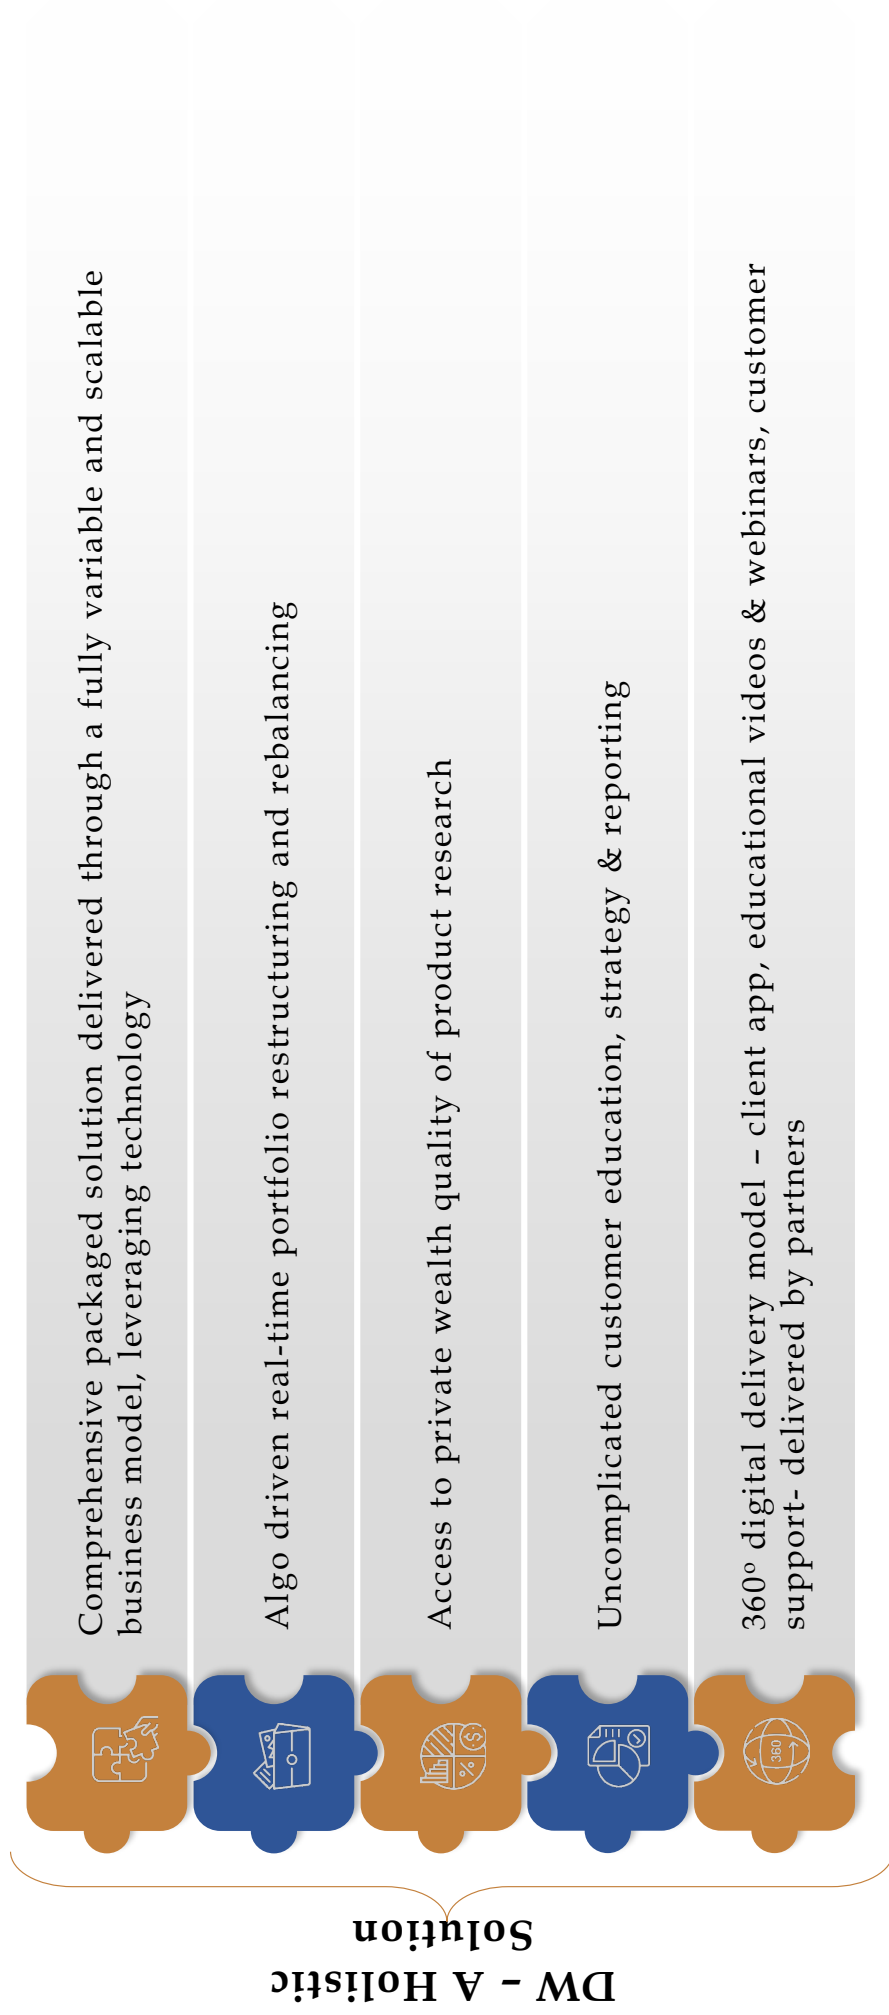 DW – A Holistic
Solution
Comprehensive packaged solution delivered through a fully variable and scalable
business model, leveraging technology
Algo driven real-time portfolio restructuring and rebalancing
Access to private wealth quality of product research
Uncomplicated customer education, strategy & reporting
360º digital delivery model – client app, educational videos & webinars, customer
support- delivered by partners
360